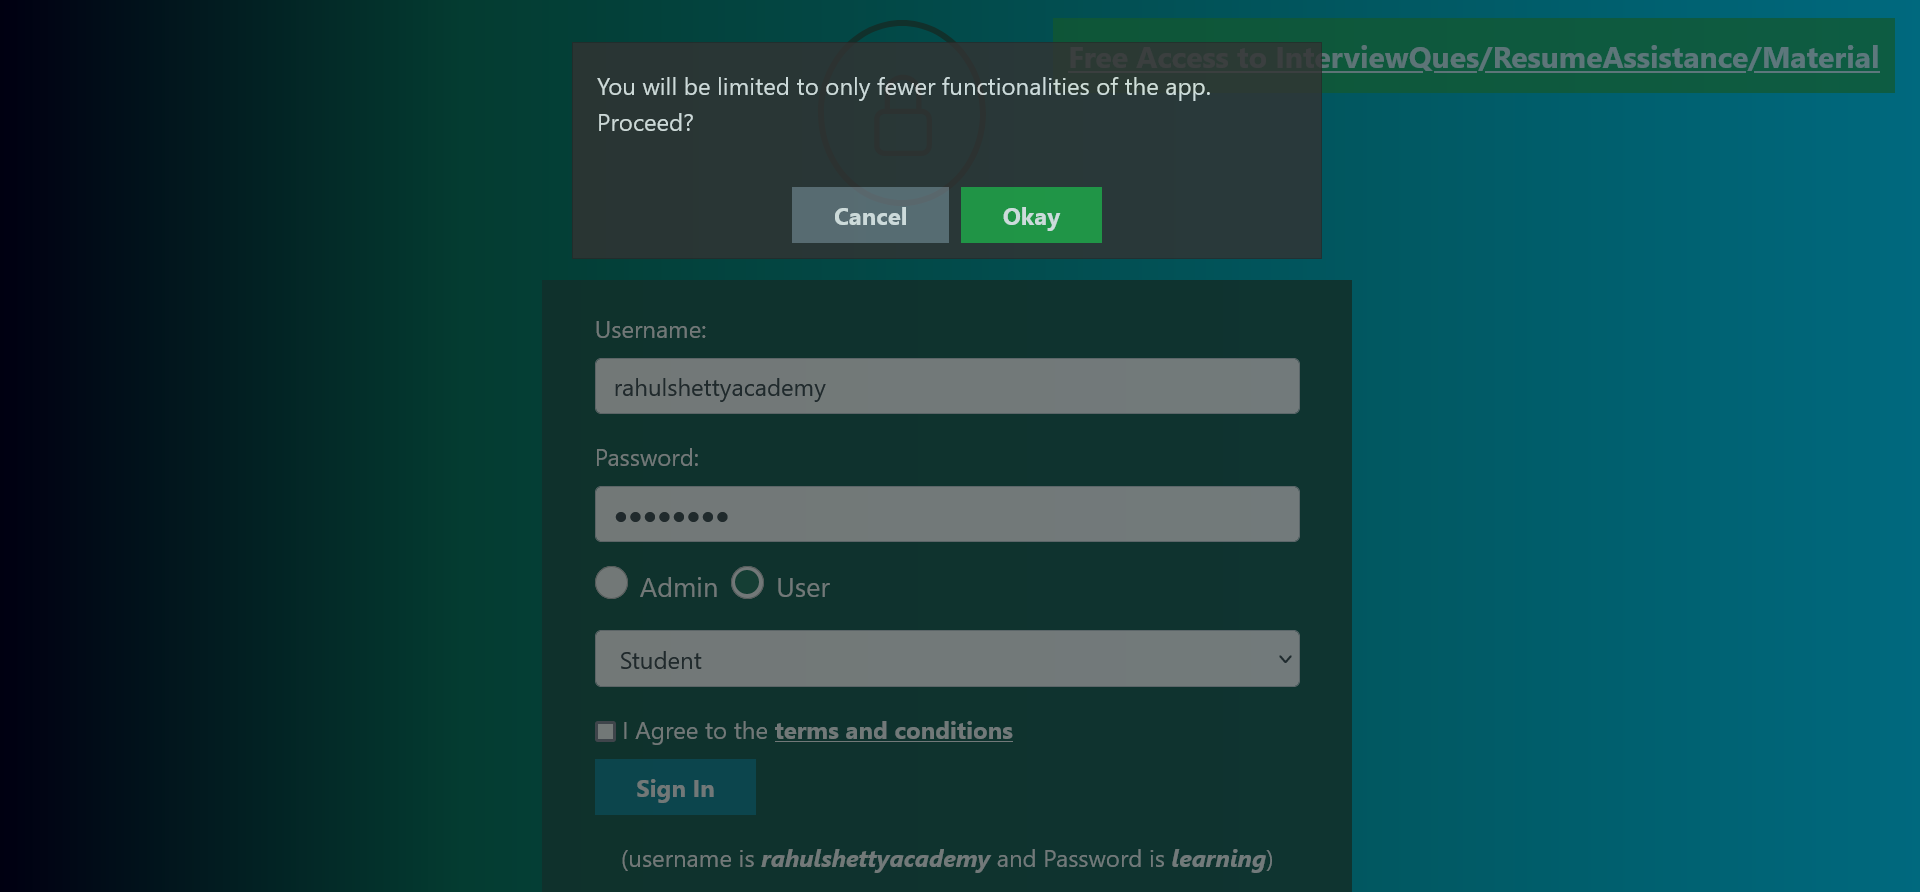 Free Access to InterviewQues/ResumeAssistance/Material
You will be limited to only fewer functionalities of the app.
Proceed?
Cancel Okay
Username:
rahulshettyacademy
Password:
••••••••
Admin User
Student
I Agree to the terms and conditions
Sign In
(username is rahulshettyacademy and Password is learning)